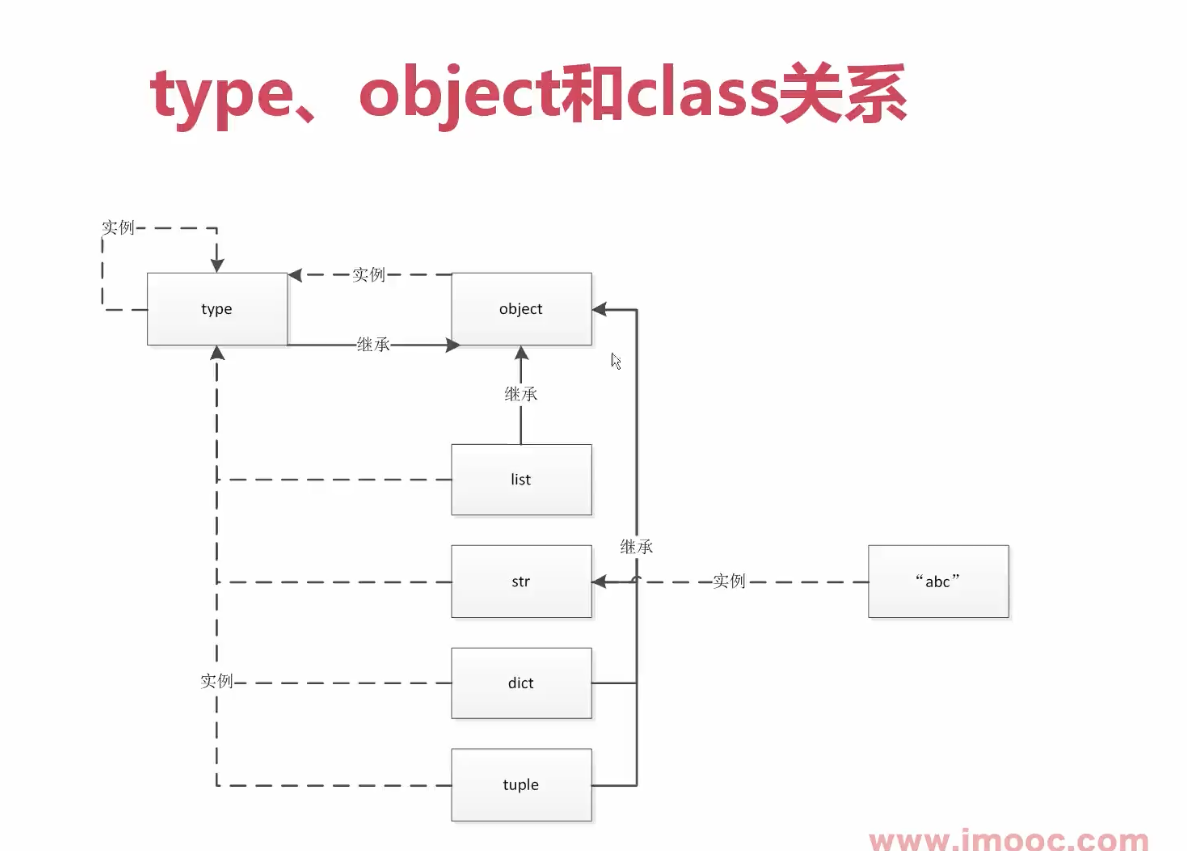 type、object和class关系
实例
实例
type
object
继承
继承
list
继承
str
实例
“abc”
实例
dict
tuple
www.imooc.com